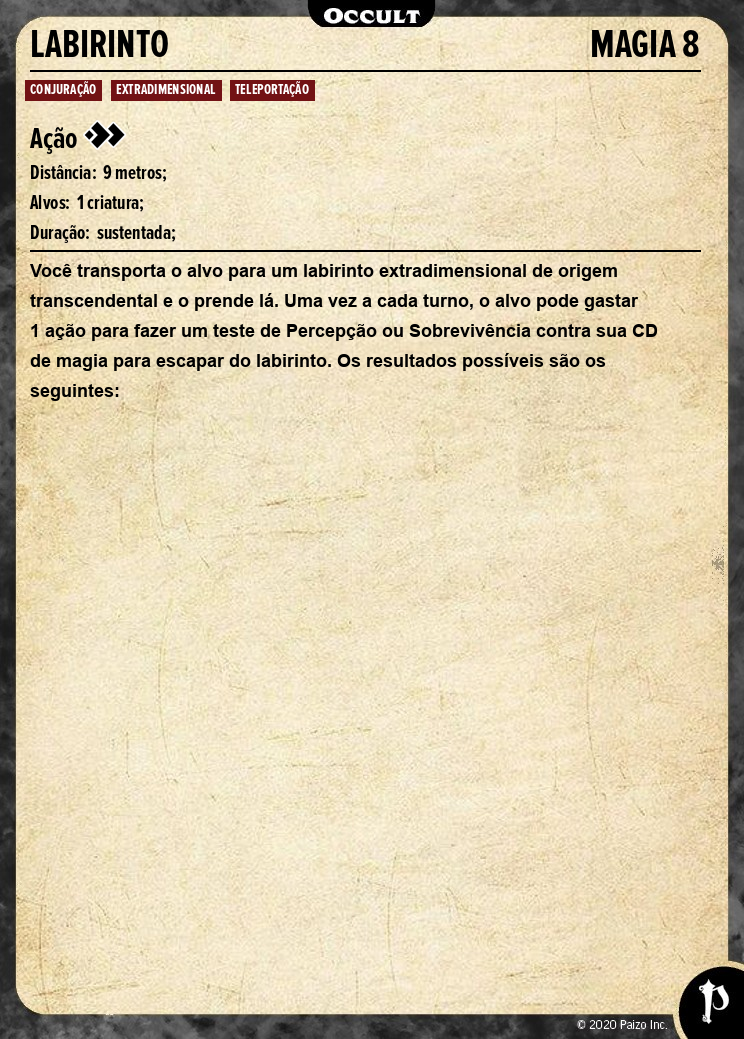 OCCULT
LABIRINTO MAGIA 8
CONJURAÇÃO EXTRADIMENSIONAL TELEPORTAÇÃO
Ação
Distância: 9 metros;
Alvos: 1 criatura;
Duração: sustentada;
Você transporta o alvo para um labirinto extradimensional de origem
transcendental e o prende lá. Uma vez a cada turno, o alvo pode gastar
1 ação para fazer um teste de Percepção ou Sobrevivência contra sua CD
de magia para escapar do labirinto. Os resultados possíveis são os
seguintes:
© 2020 Paizo Inc.
P